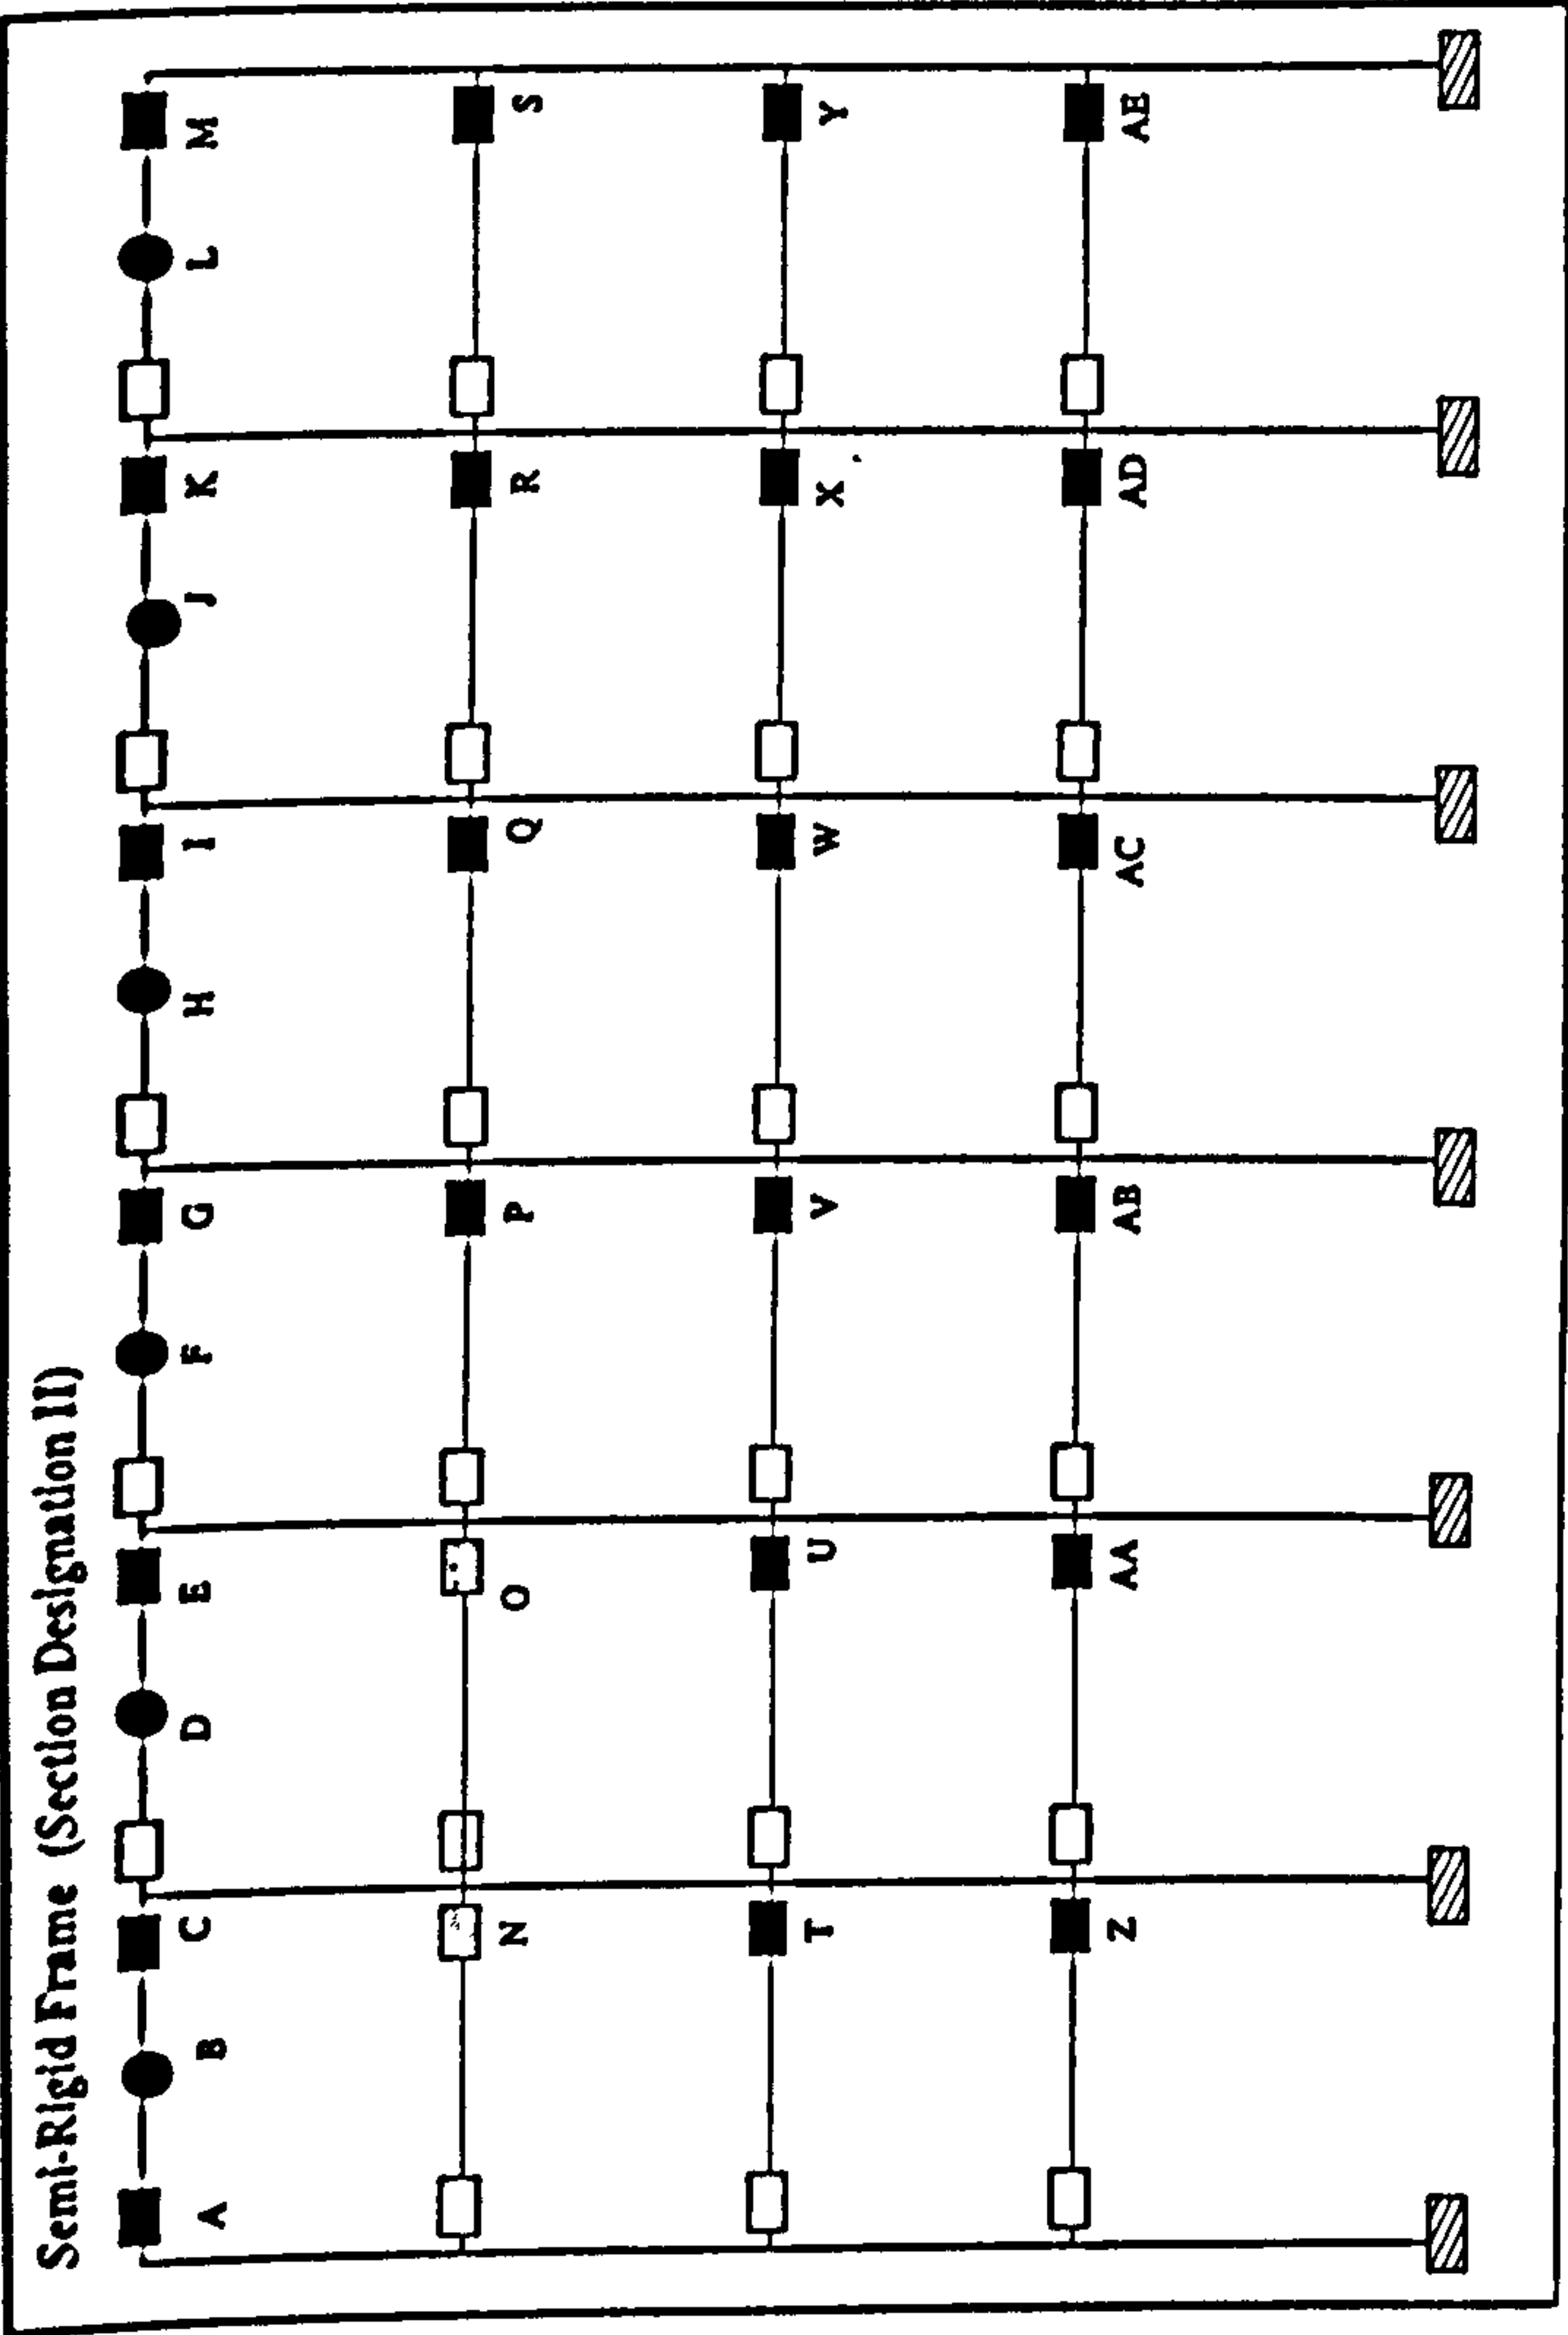 Semi-Rigid Frame (Section Designation II)
A B C D E F G H I J K L M
N O P Q R S
T U V W X Y
Z AA AB AC AD AE